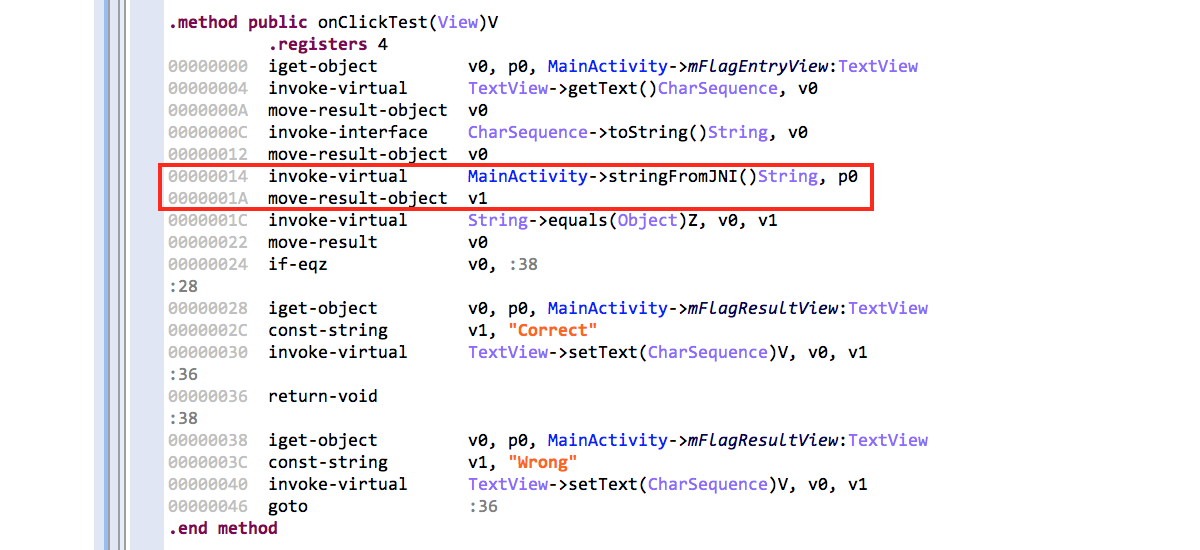 .method public onClickTest(View)V
.registers 4
00000000 iget-object v0, p0, MainActivity->mFlagEntryView:TextView
00000004 invoke-virtual TextView->getText()CharSequence, v0
0000000A move-result-object v0
0000000C invoke-interface CharSequence->toString()String, v0
00000012 move-result-object v0
00000014 invoke-virtual MainActivity->stringFromJNI()String, p0
0000001A move-result-object v1
0000001C invoke-virtual String->equals(Object)Z, v0, v1
00000022 move-result v0
00000024 if-eqz v0, :38
:28
00000028 iget-object v0, p0, MainActivity->mFlagResultView:TextView
0000002C const-string v1, "Correct"
00000030 invoke-virtual TextView->setText(CharSequence)V, v0, v1
:36
00000036 return-void
:38
00000038 iget-object v0, p0, MainActivity->mFlagResultView:TextView
0000003C const-string v1, "Wrong"
00000040 invoke-virtual TextView->setText(CharSequence)V, v0, v1
00000046 goto :36
.end method